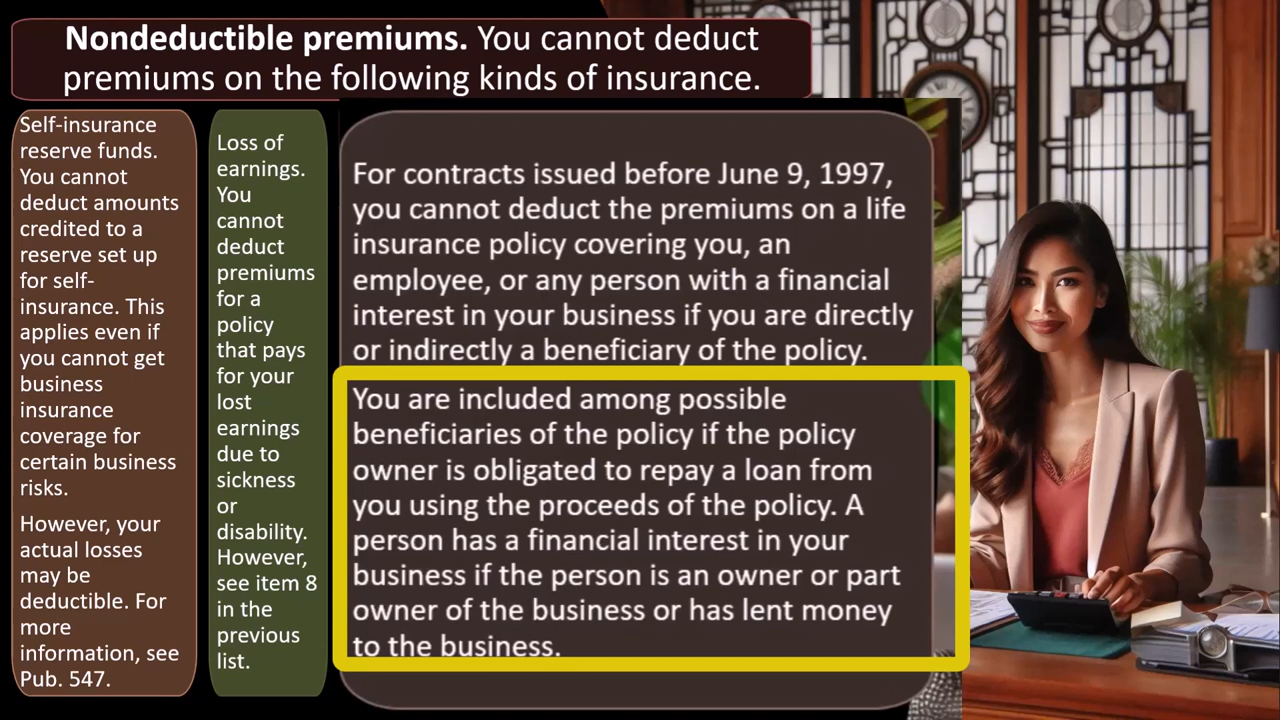 Nondeductible premiums. You cannot deduct
premiums on the following kinds of insurance.
Self-insurance
reserve funds.
You cannot
deduct amounts
credited to a
reserve set up
for self-
insurance. This
applies even if
you cannot get
business
insurance
coverage for
certain business
risks.
However, your
actual losses
may be
deductible. For
more
information, see
Pub. 547.
Loss of
earnings.
You
cannot
deduct
premiums
for a
policy
that pays
for your
lost
earnings
due to
sickness
or
disability.
However,
see item 8
in the
previous
list.
For contracts issued before June 9, 1997,
you cannot deduct the premiums on a life
insurance policy covering you, an
employee, or any person with a financial
interest in your business if you are directly
or indirectly a beneficiary of the policy.
You are included among possible
beneficiaries of the policy if the policy
owner is obligated to repay a loan from
you using the proceeds of the policy. A
person has a financial interest in your
business if the person is an owner or part
owner of the business or has lent money
to the business.